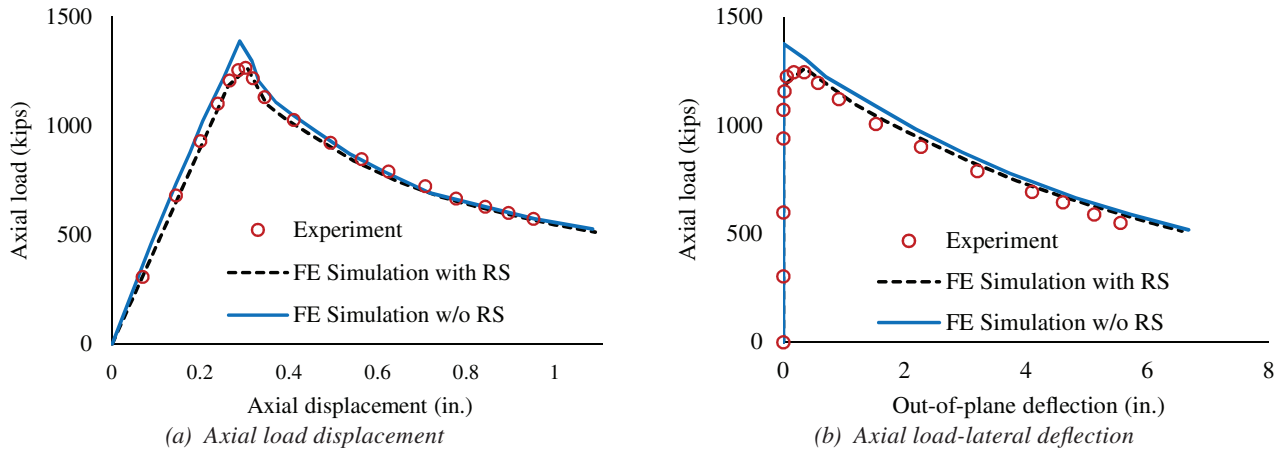 1500
1000
500
0
Axial load (kips)
Experiment
FE Simulation with RS
FE Simulation w/o RS
0
0.2
0.4
0.6
0.8
1
Axial displacement (in.)
(a) Axial load displacement
1500
1000
500
0
Axial load (kips)
Experiment
FE Simulation with RS
FE Simulation w/o RS
0
2
4
6
8
Out-of-plane deflection (in.)
(b) Axial load-lateral deflection